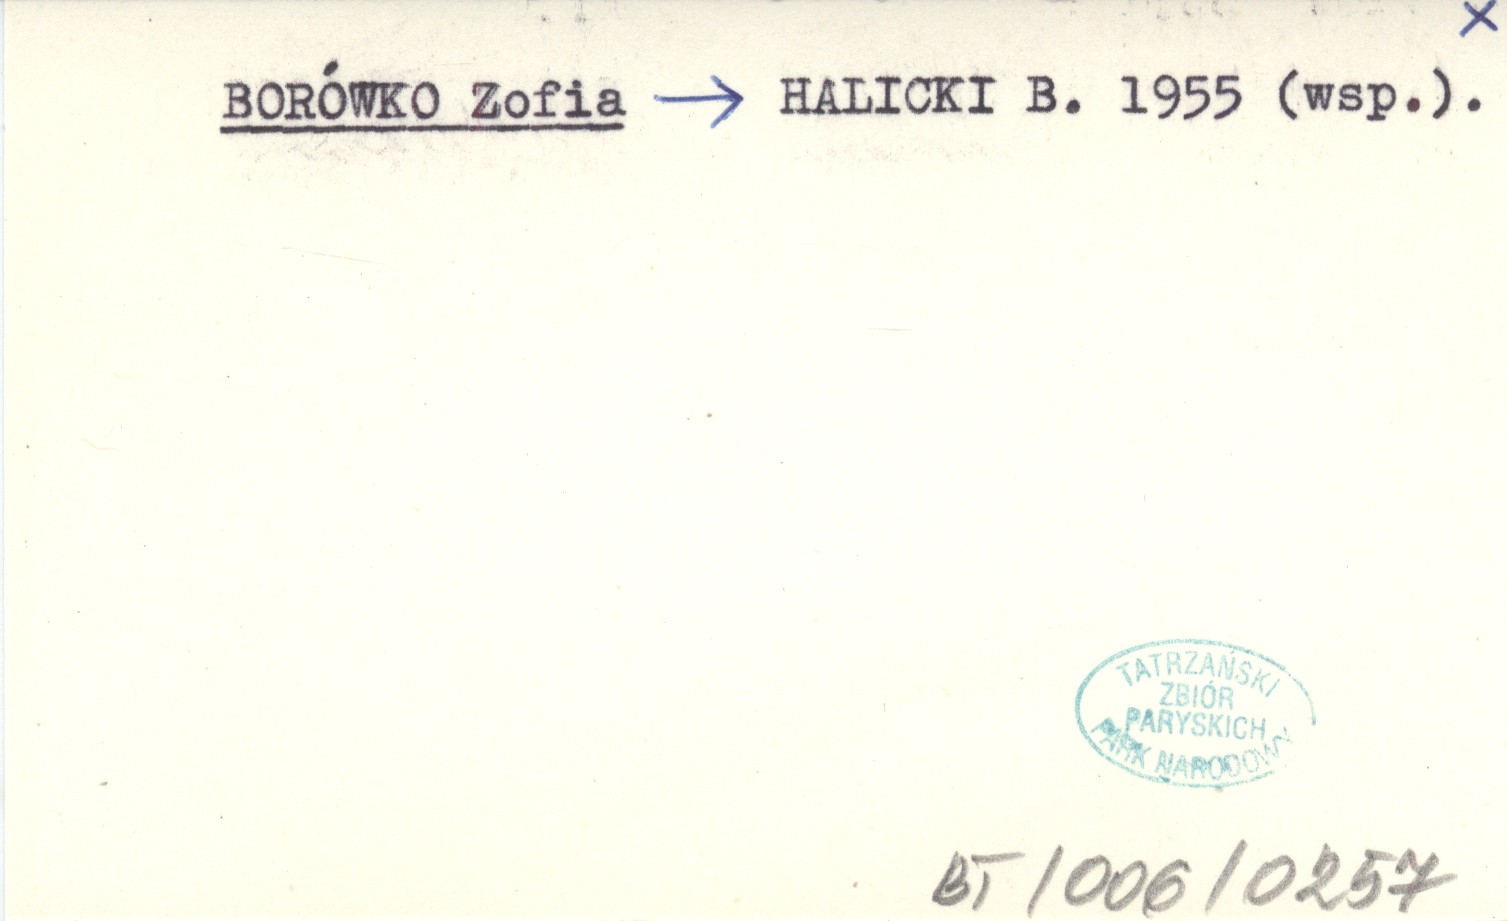 ×
BORÓWKO Zofia → HALICKI B. 1955 (wsp.).
TATRZAŃSKI
ZBIÓR
PARYSKICH
PARK NARODOWY
BT/006/0257